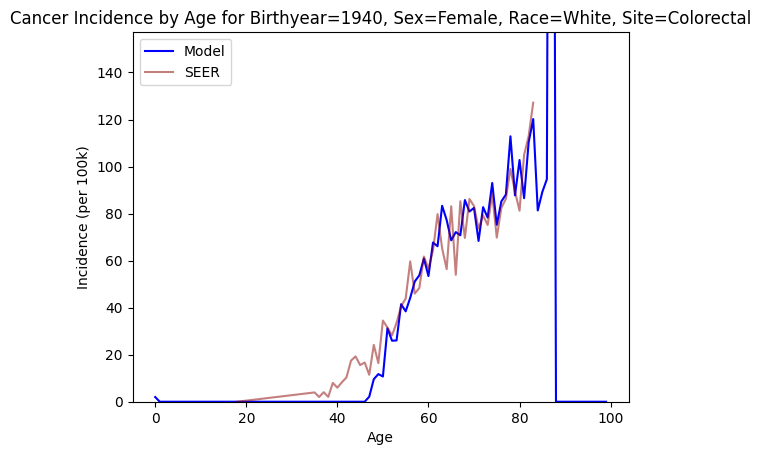 Cancer Incidence by Age for Birthyear=1940, Sex=Female, Race=White, Site=Colorectal
Model
SEER
140
120
100
80
60
40
20
0
Incidence (per 100k)
0 20 40 60 80 100
Age